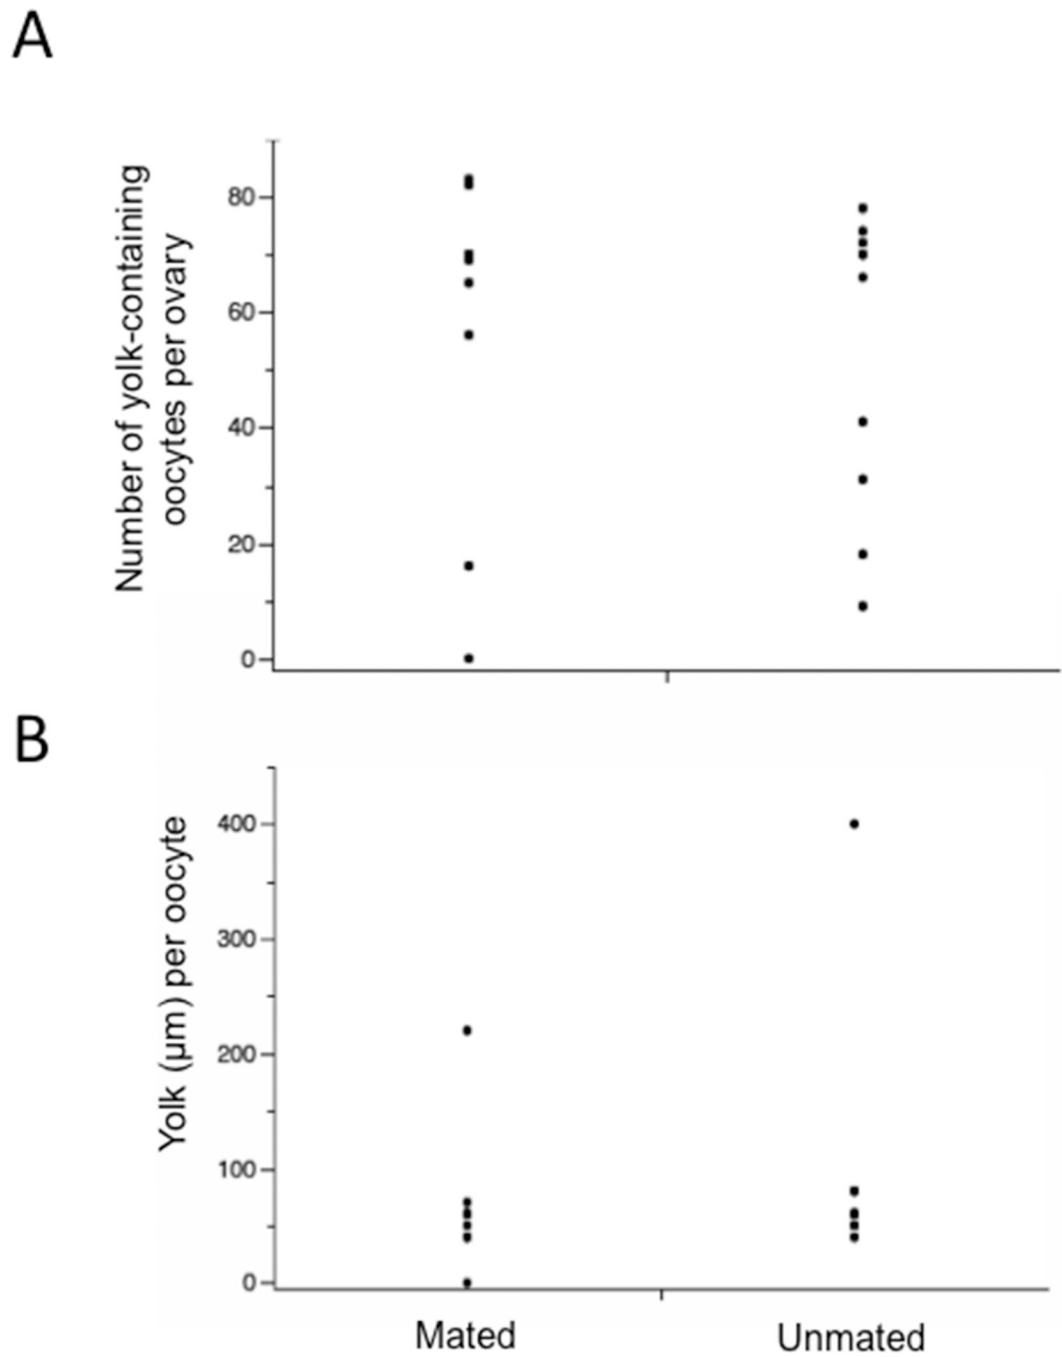 A
Number of yolk-containing
oocytes per ovary
80
60
40
20
0
B
Yolk (µm) per oocyte
400
300
200
100
0
Mated Unmated